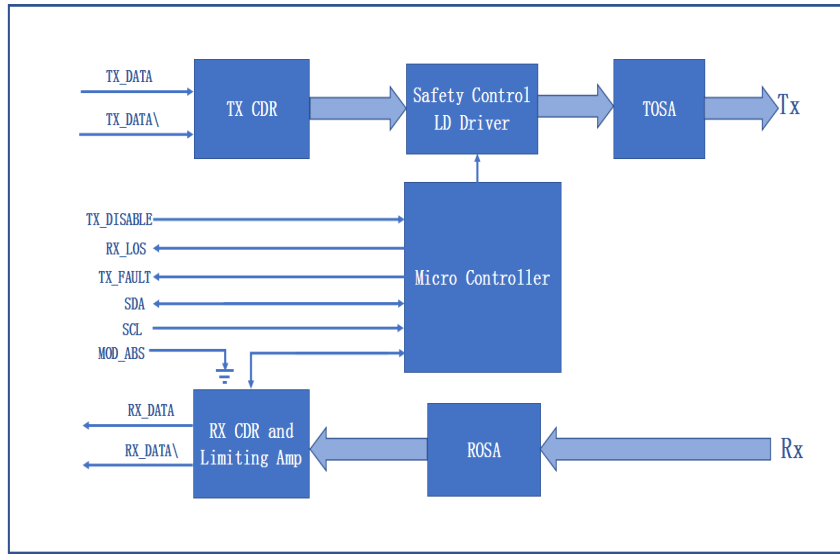 TX_DATA
TX_DATA\
TX CDR
Safety Control
LD Driver
TOSA
Tx
TX_DISABLE
RX_LOS
TX_FAULT
SDA
SCL
MOD_ABS
Micro Controller
RX_DATA
RX_DATA\
RX CDR and
Limiting Amp
ROSA
Rx